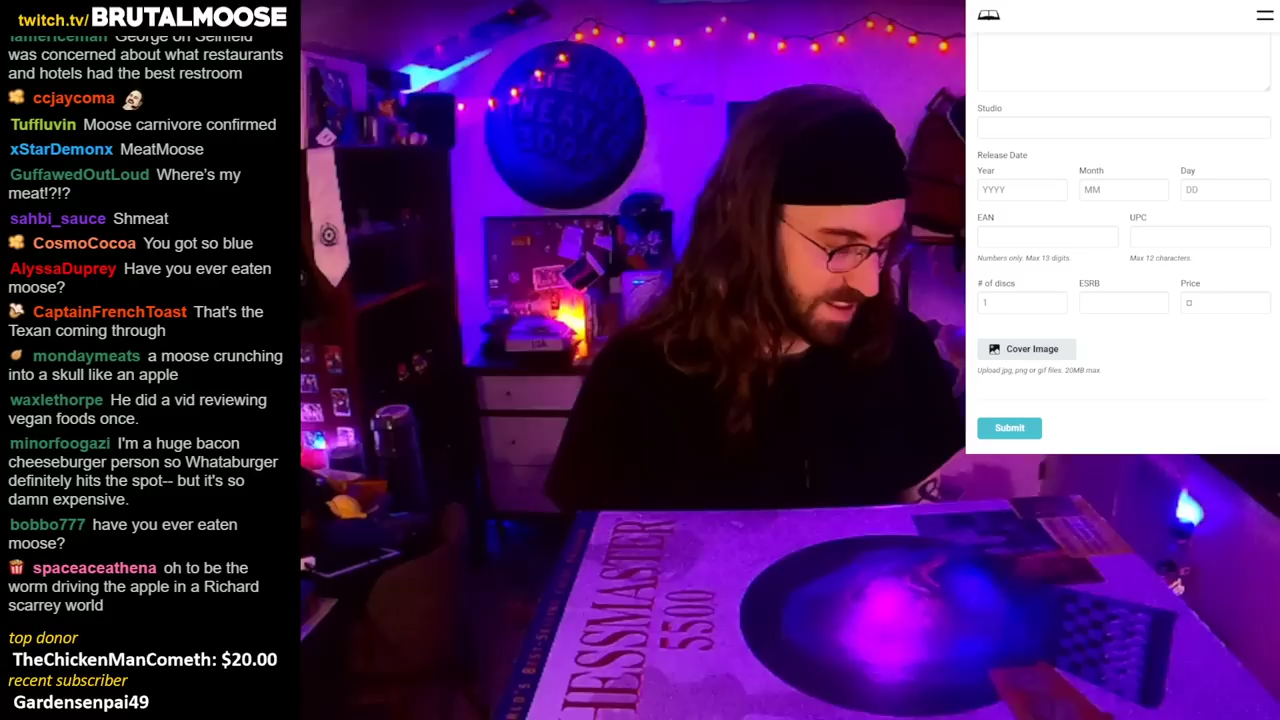 twitch.tv/BRUTALMOOSE
iamericeman George on Seinfeld
was concerned about what restaurants
and hotels had the best restroom
ccjaycoma
Tuffluvin Moose carnivore confirmed
xStarDemonx MeatMoose
GuffawedOutLoud Where's my
meat!?!?
sahbi_sauce Shmeat
CosmoCocoa You got so blue
AlyssaDuprey Have you ever eaten
moose?
CaptainFrenchToast That's the
Texan coming through
mondaymeats a moose crunching
into a skull like an apple
waxlethorpe He did a vid reviewing
vegan foods once.
minorfoogazi I'm a huge bacon
cheeseburger person so Whataburger
definitely hits the spot-- but it's so
damn expensive.
bobbo777 have you ever eaten
moose?
spaceaceathena oh to be the
worm driving the apple in a Richard
scarrey world
top donor
TheChickenManCometh: $20.00
recent subscriber
Gardensenpai49
3000
HESSMASTER
5500
Studio
Release Date
Year Month Day
YYYY MM DD
EAN UPC
Numbers only. Max 13 digits. Max 12 characters.
# of discs ESRB Price
1
Cover Image
Upload jpg, png or gif files. 20MB max.
Submit